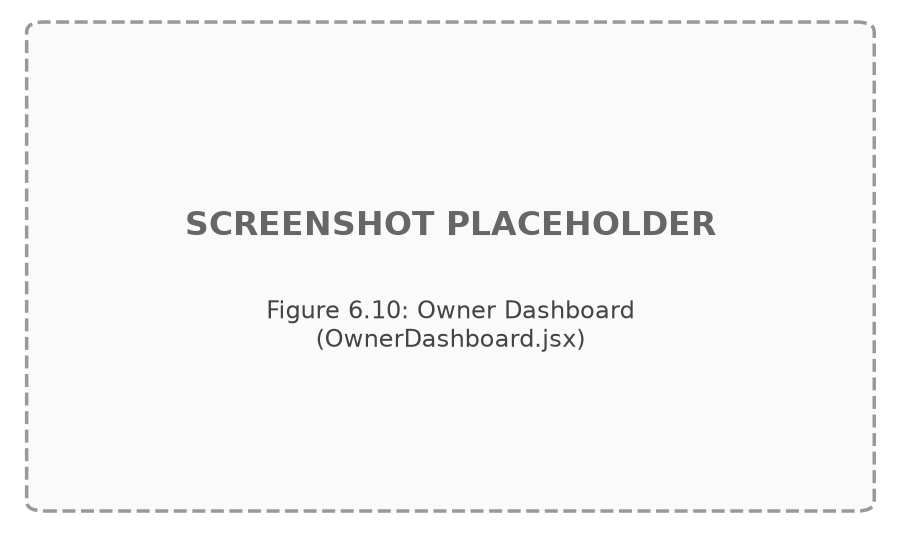 SCREENSHOT PLACEHOLDER
Figure 6.10: Owner Dashboard
(OwnerDashboard.jsx)